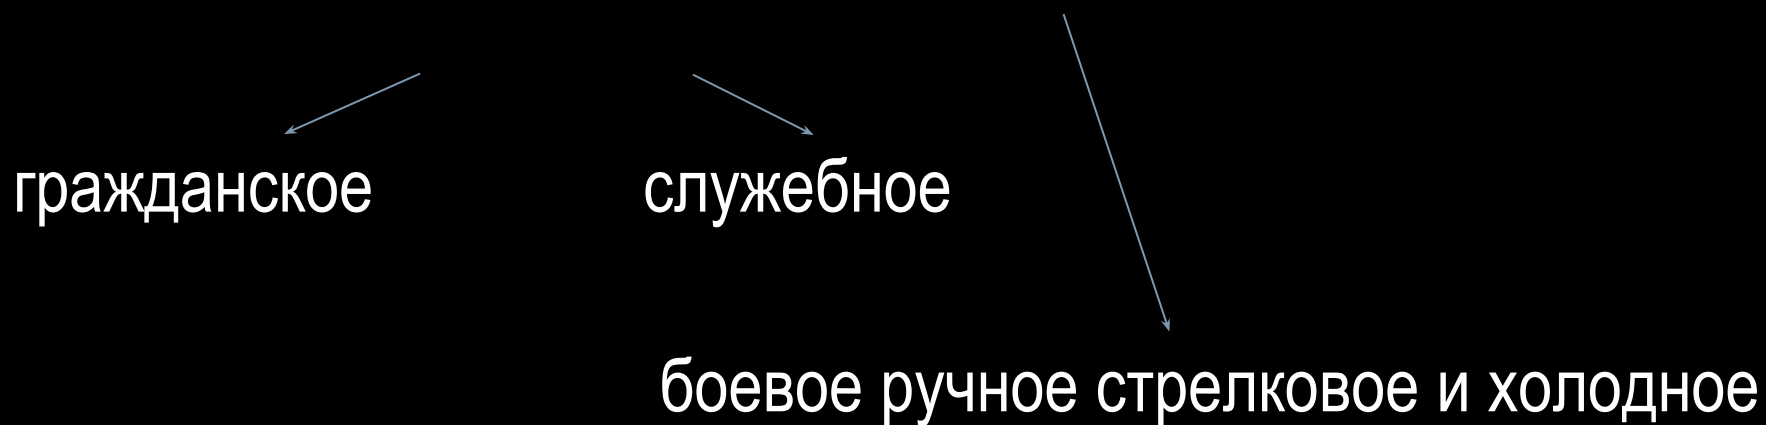 гражданское служебное
боевое ручное стрелковое и холодное